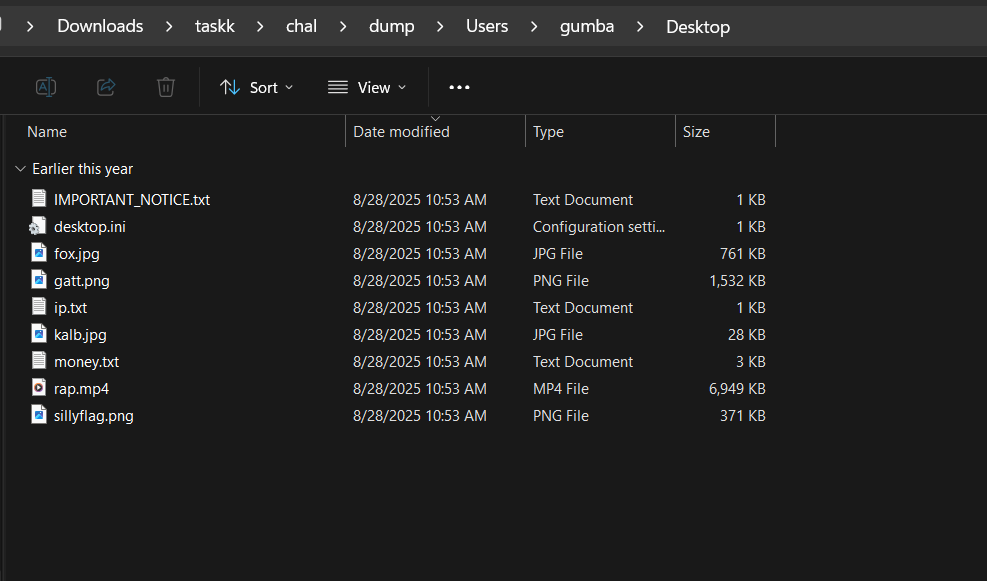 Downloads > taskk > chal > dump > Users > gumba > Desktop
Sort View
Name Date modified Type Size
Earlier this year
IMPORTANT_NOTICE.txt 8/28/2025 10:53 AM Text Document 1 KB
desktop.ini 8/28/2025 10:53 AM Configuration setti... 1 KB
fox.jpg 8/28/2025 10:53 AM JPG File 761 KB
gatt.png 8/28/2025 10:53 AM PNG File 1,532 KB
ip.txt 8/28/2025 10:53 AM Text Document 1 KB
kalb.jpg 8/28/2025 10:53 AM JPG File 28 KB
money.txt 8/28/2025 10:53 AM Text Document 3 KB
rap.mp4 8/28/2025 10:53 AM MP4 File 6,949 KB
sillyflag.png 8/28/2025 10:53 AM PNG File 371 KB